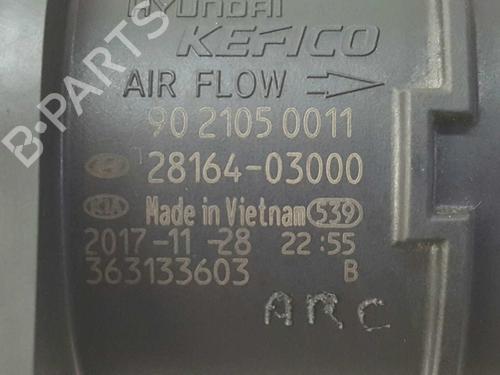 HYUNDAI
KEFICO
AIR FLOW
90 2105 0011
28164-03000
KIA Made in Vietnam 539
2017-11-28 22:55
363133603 B
ARC
B-PARTS